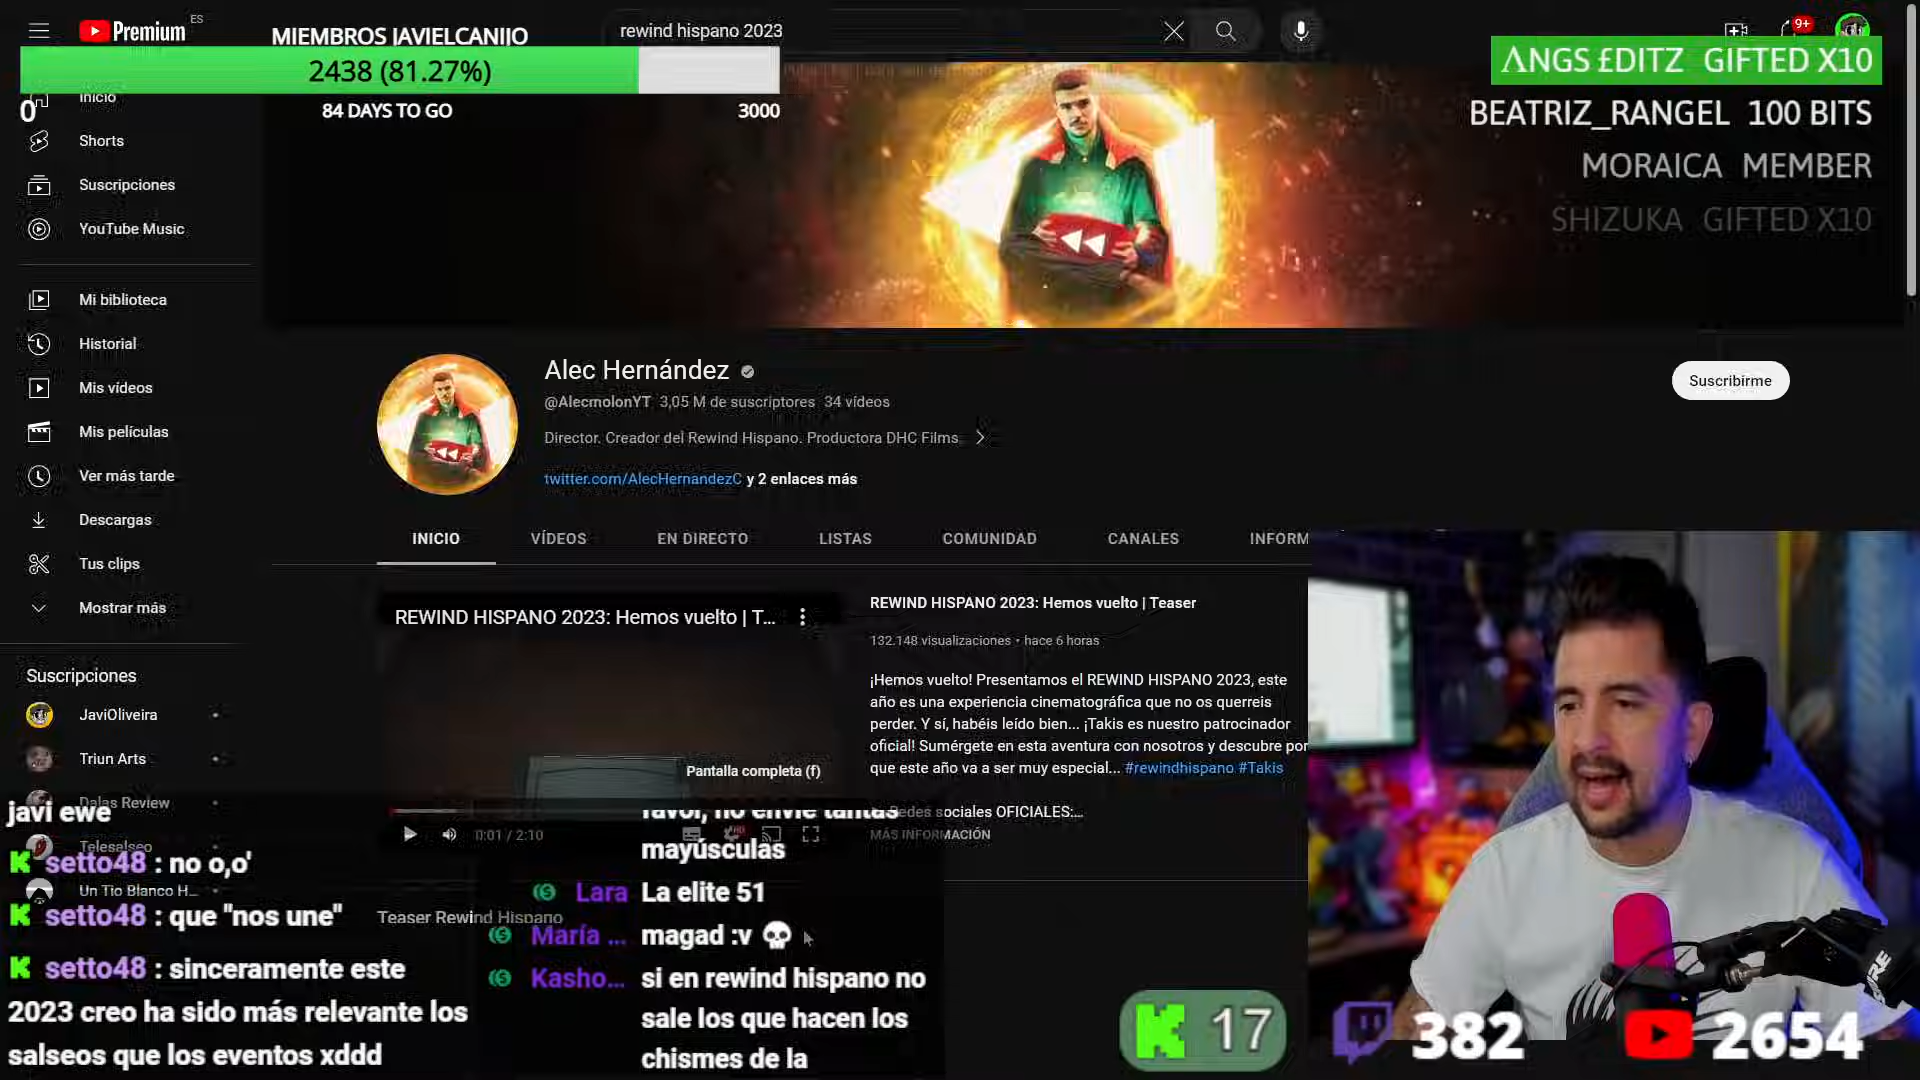 Premium
ES
MIEMBROS JAVIELCANIJO
2438 (81.27%)
84 DAYS TO GO
3000
0
rewind hispano 2023
9+
ΛNGS £DITZ GIFTED X10
BEATRIZ_RANGEL 100 BITS
MORAICA MEMBER
SHIZUKA GIFTED X10
Inicio
Shorts
Suscripciones
YouTube Music
Mi biblioteca
Historial
Mis vídeos
Mis películas
Ver más tarde
Descargas
Tus clips
Mostrar más
Suscripciones
JaviOliveira
Triun Arts
Dalas Review
Telesalseo
Un Tio Blanco H...
Alec Hernández
@AlecmolonYT 3,05 M de suscriptores 34 vídeos
Director. Creador del Rewind Hispano. Productora DHC Films.
twitter.com/AlecHernandezC y 2 enlaces más
Suscribirme
INICIO VÍDEOS EN DIRECTO LISTAS COMUNIDAD CANALES INFORM
REWIND HISPANO 2023: Hemos vuelto | T...
Pantalla completa (f)
0:01 / 2:10
REWIND HISPANO 2023: Hemos vuelto | Teaser
132.148 visualizaciones • hace 6 horas
¡Hemos vuelto! Presentamos el REWIND HISPANO 2023, este
año es una experiencia cinematográfica que no os querreis
perder. Y sí, habéis leído bien... ¡Takis es nuestro patrocinador
oficial! Sumérgete en esta aventura con nosotros y descubre por
que este año va a ser muy especial... #rewindhispano #Takis
Redes sociales OFICIALES:...
MÁS INFORMACIÓN
Teaser Rewind Hispano
javi ewe
setto48 : no o,o'
setto48 : que "nos une"
setto48 : sinceramente este
2023 creo ha sido más relevante los
salseos que los eventos xddd
favor, no envíe tantas
mayúsculas
Lara La elite 51
María ... magad :v
Kasho... si en rewind hispano no
sale los que hacen los
chismes de la
K 17
382
2654